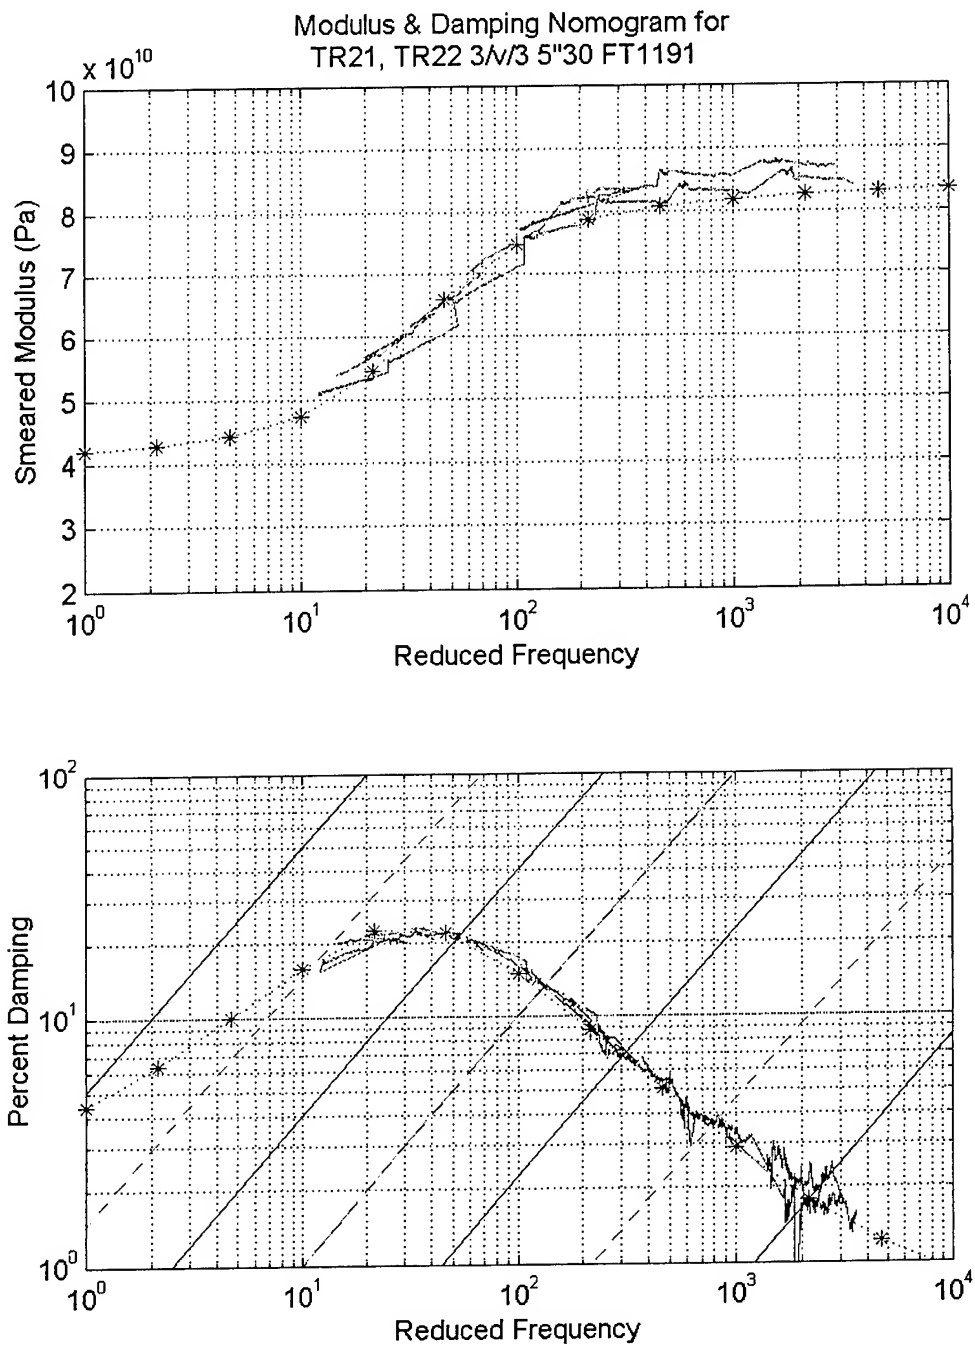 Modulus & Damping Nomogram for
TR21, TR22 3/v/3 5"30 FT1191
x 10^10
10
9
8
7
6
5
4
3
2
Smeared Modulus (Pa)
10^0 10^1 10^2 10^3 10^4
Reduced Frequency
10^2
10^1
10^0
Percent Damping
10^0 10^1 10^2 10^3 10^4
Reduced Frequency